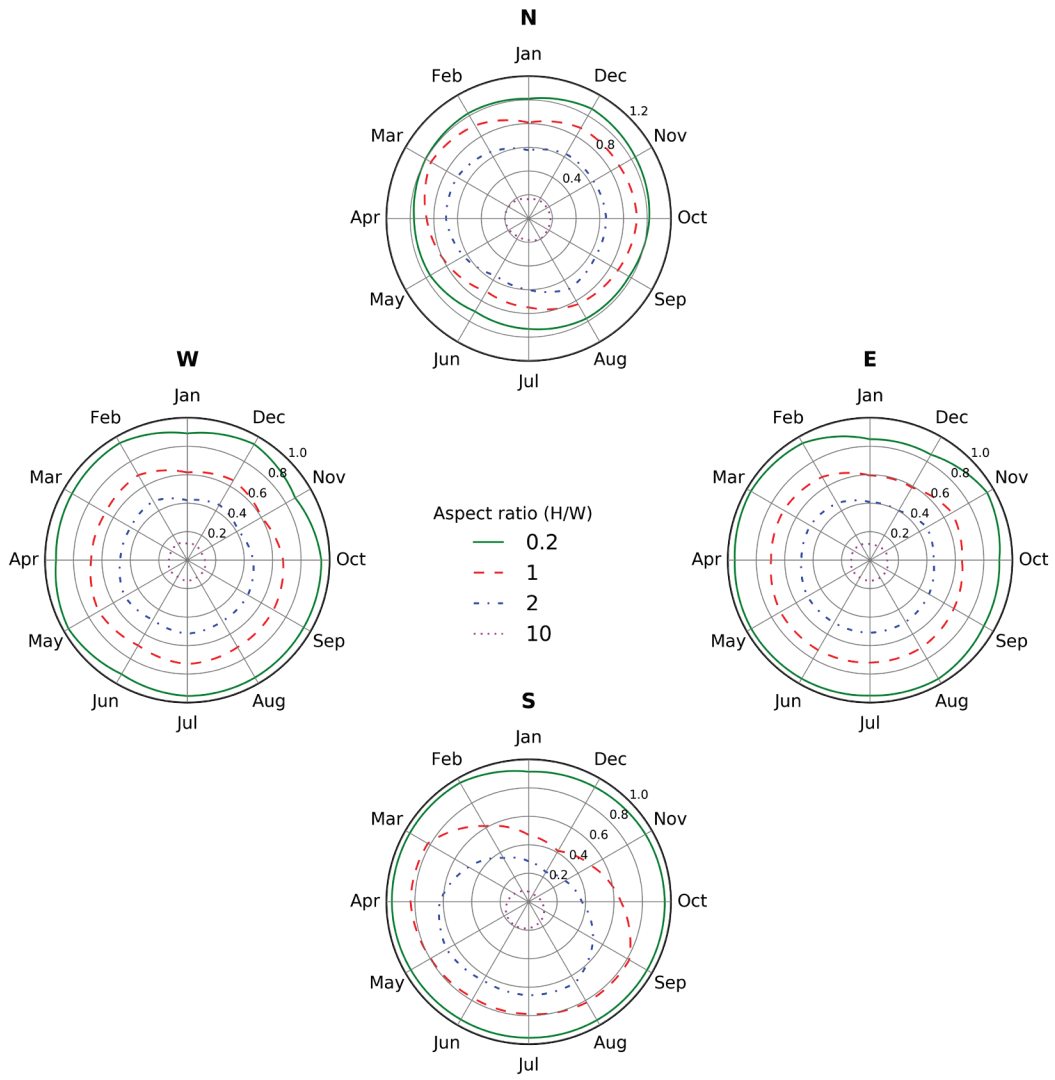 N
Jan
Feb Dec
1.2
Mar 0.8 Nov
0.4
Apr Oct
May Sep
Jun Aug
Jul
W
Jan
Feb Dec
1.0
Mar 0.8 Nov
0.6
0.4
0.2
Apr Oct
May Sep
Jun Aug
Jul
E
Jan
Feb Dec
1.0
Mar 0.8 Nov
0.6
0.4
0.2
Apr Oct
May Sep
Jun Aug
Jul
Aspect ratio (H/W)
0.2
1
2
10
S
Jan
Feb Dec
1.0
Mar 0.8 Nov
0.6
0.4
0.2
Apr Oct
May Sep
Jun Aug
Jul